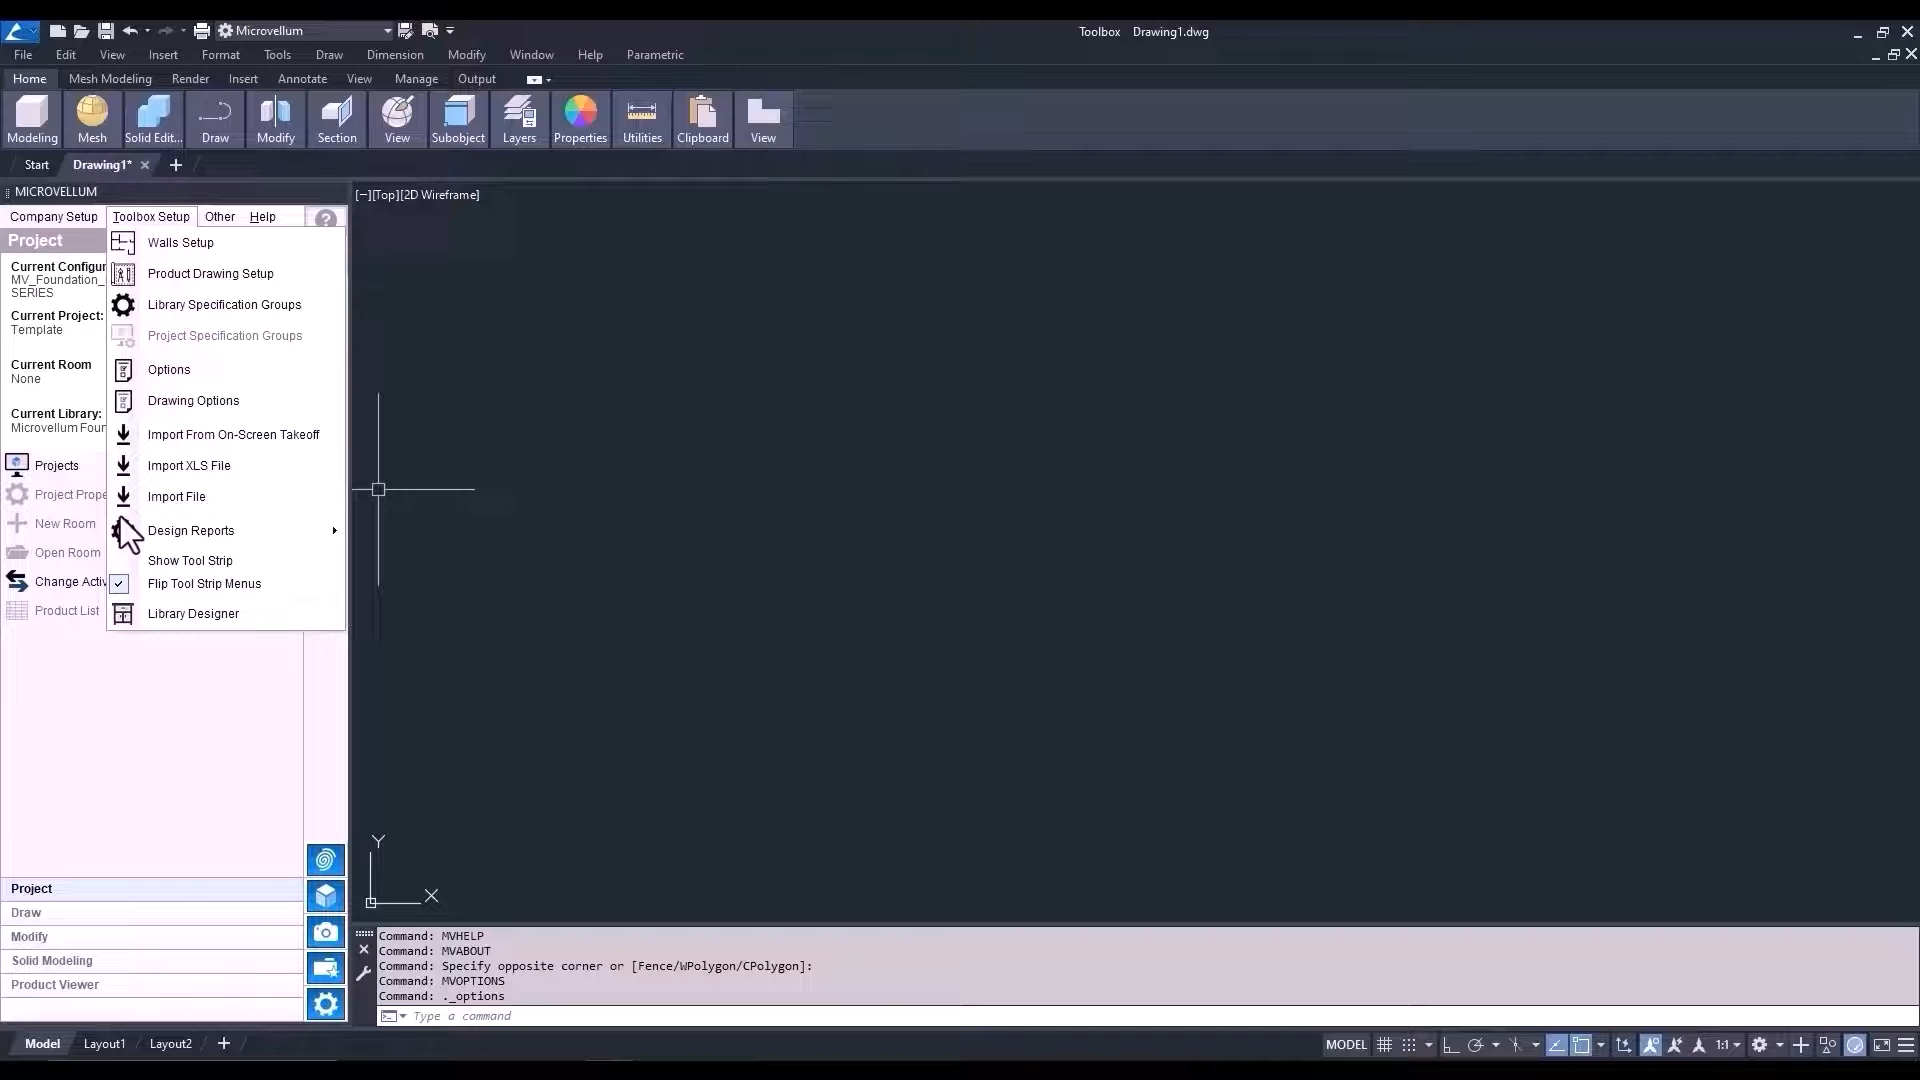 Microvellum
Toolbox Drawing1.dwg
File Edit View Insert Format Tools Draw Dimension Modify Window Help Parametric
Home Mesh Modeling Render Insert Annotate View Manage Output
Modeling Mesh Solid Edit... Draw Modify Section View Subobject Layers Properties Utilities Clipboard View
Start Drawing1*
MICROVELLUM
[−][Top][2D Wireframe]
Company Setup Toolbox Setup Other Help
Project
Current Configur
MV_Foundation_
SERIES
Current Project:
Template
Current Room
None
Current Library:
Microvellum Foun
Projects
Project Prope
New Room
Open Room
Change Activ
Product List
Walls Setup
Product Drawing Setup
Library Specification Groups
Project Specification Groups
Options
Drawing Options
Import From On-Screen Takeoff
Import XLS File
Import File
Design Reports
Show Tool Strip
Flip Tool Strip Menus
Library Designer
Y
X
Project
Draw
Modify
Solid Modeling
Product Viewer
Command: MVHELP
Command: MVABOUT
Command: Specify opposite corner or [Fence/WPolygon/CPolygon]:
Command: MVOPTIONS
Command: ._options
Type a command
Model Layout1 Layout2
MODEL 1:1